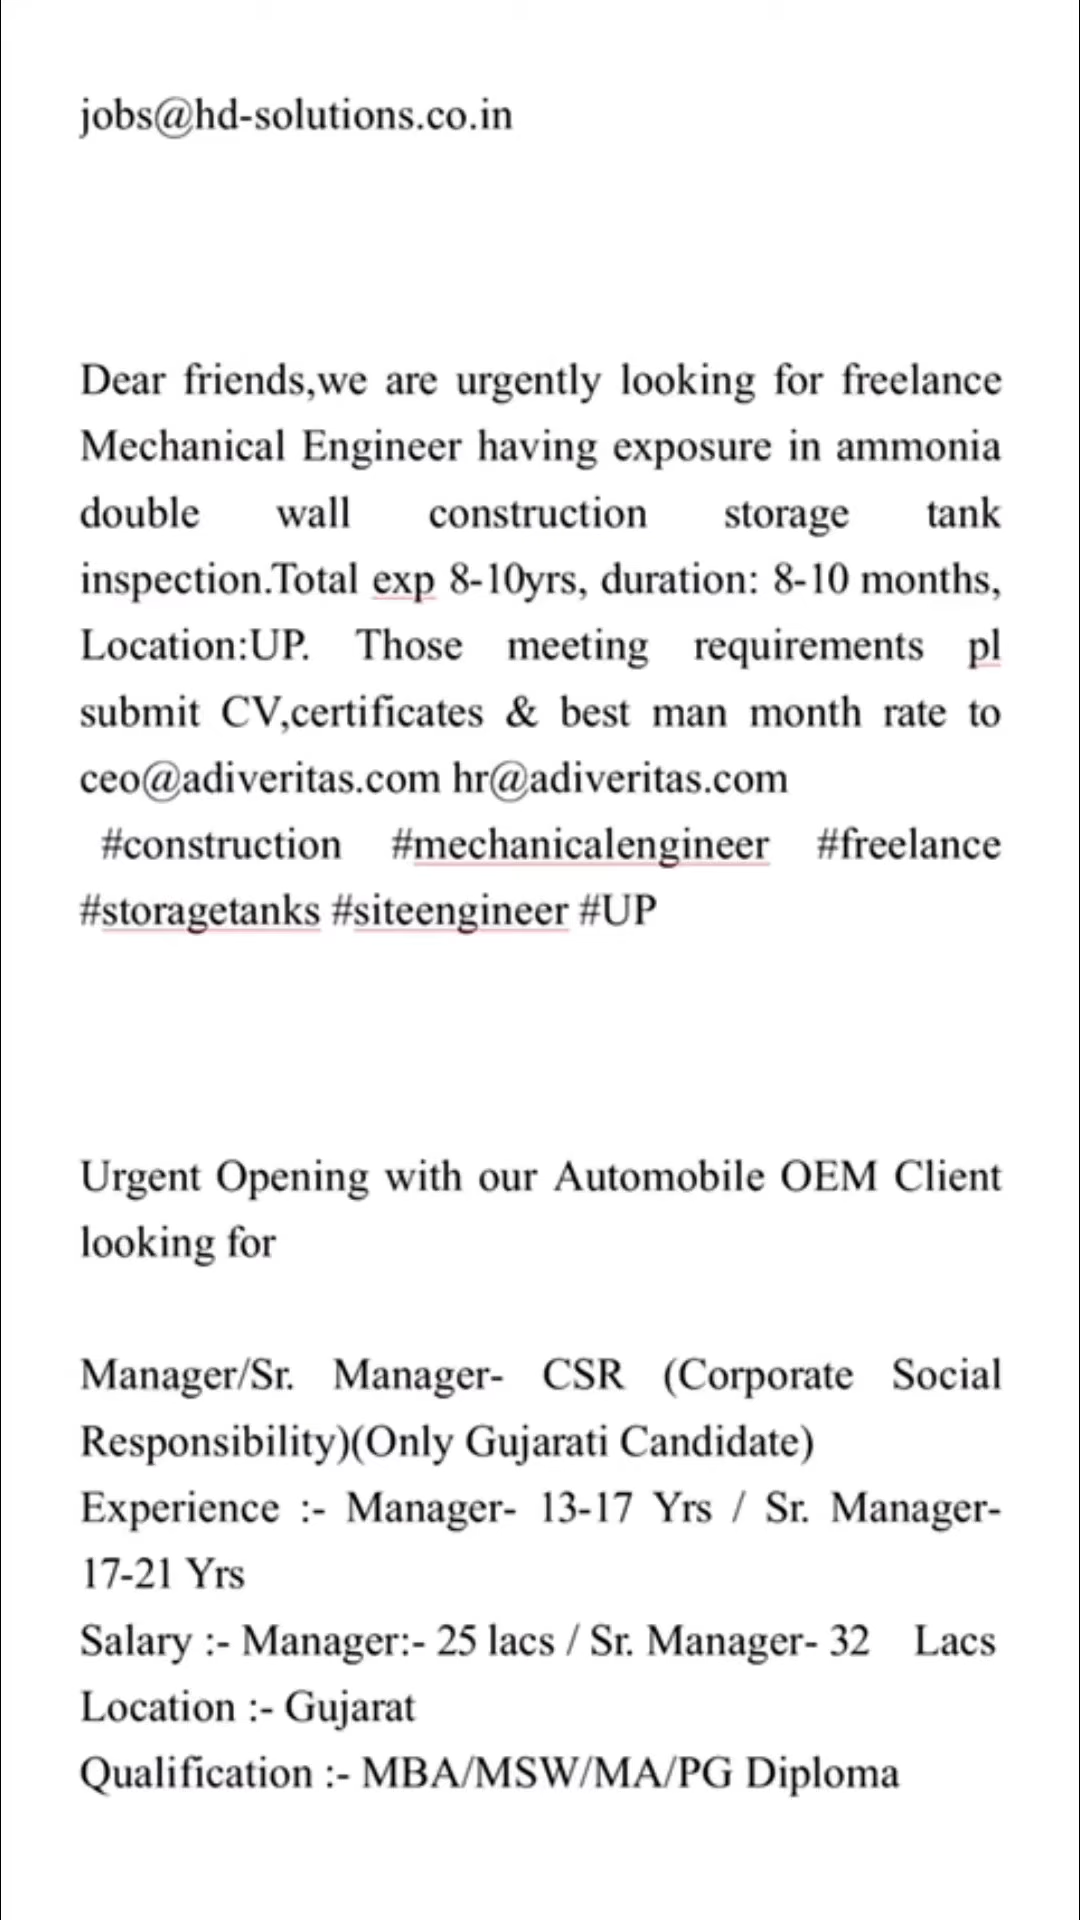 jobs@hd-solutions.co.in
Dear friends,we are urgently looking for freelance
Mechanical Engineer having exposure in ammonia
double wall construction storage tank
inspection.Total exp 8-10yrs, duration: 8-10 months,
Location:UP. Those meeting requirements pl
submit CV,certificates & best man month rate to
ceo@adiveritas.com hr@adiveritas.com
#construction #mechanicalengineer #freelance
#storagetanks #siteengineer #UP
Urgent Opening with our Automobile OEM Client
looking for
Manager/Sr. Manager- CSR (Corporate Social
Responsibility)(Only Gujarati Candidate)
Experience :- Manager- 13-17 Yrs / Sr. Manager-
17-21 Yrs
Salary :- Manager:- 25 lacs / Sr. Manager- 32 Lacs
Location :- Gujarat
Qualification :- MBA/MSW/MA/PG Diploma